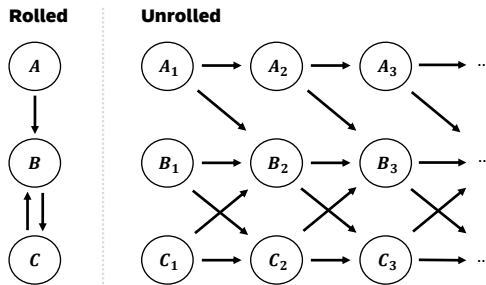 Rolled Unrolled
A A₁ A₂ A₃ ..
B B₁ B₂ B₃ ..
C C₁ C₂ C₃ ..